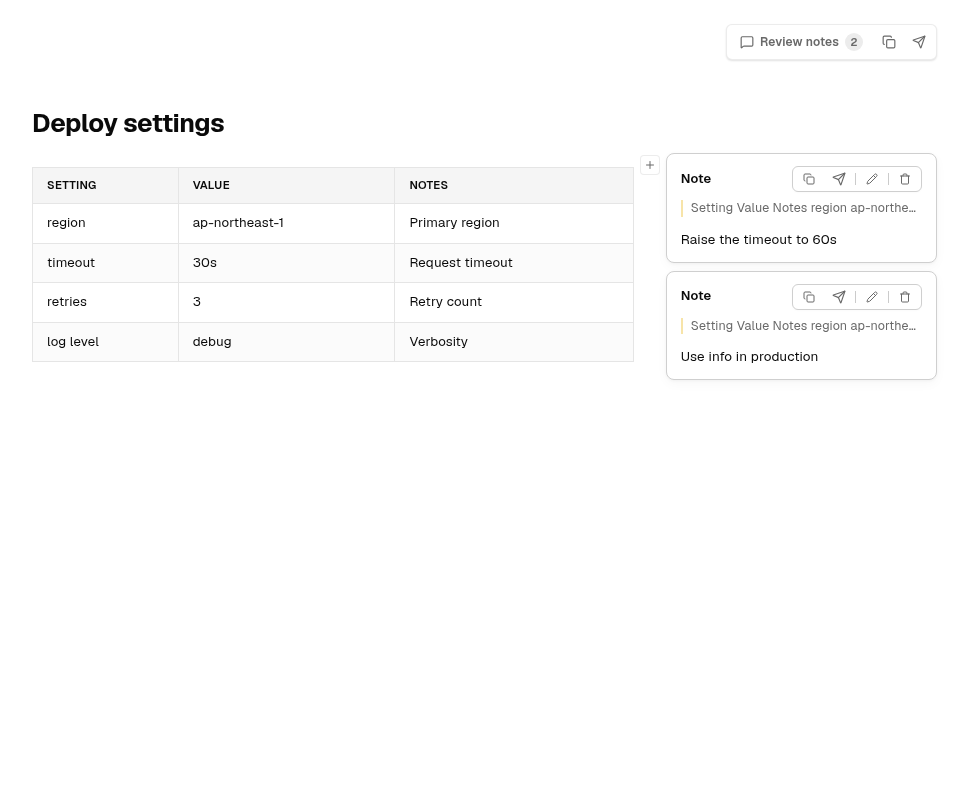 Review notes 2
Deploy settings
SETTING VALUE NOTES
region ap-northeast-1 Primary region
timeout 30s Request timeout
retries 3 Retry count
log level debug Verbosity
Note
Setting Value Notes region ap-northe…
Raise the timeout to 60s
Note
Setting Value Notes region ap-northe…
Use info in production